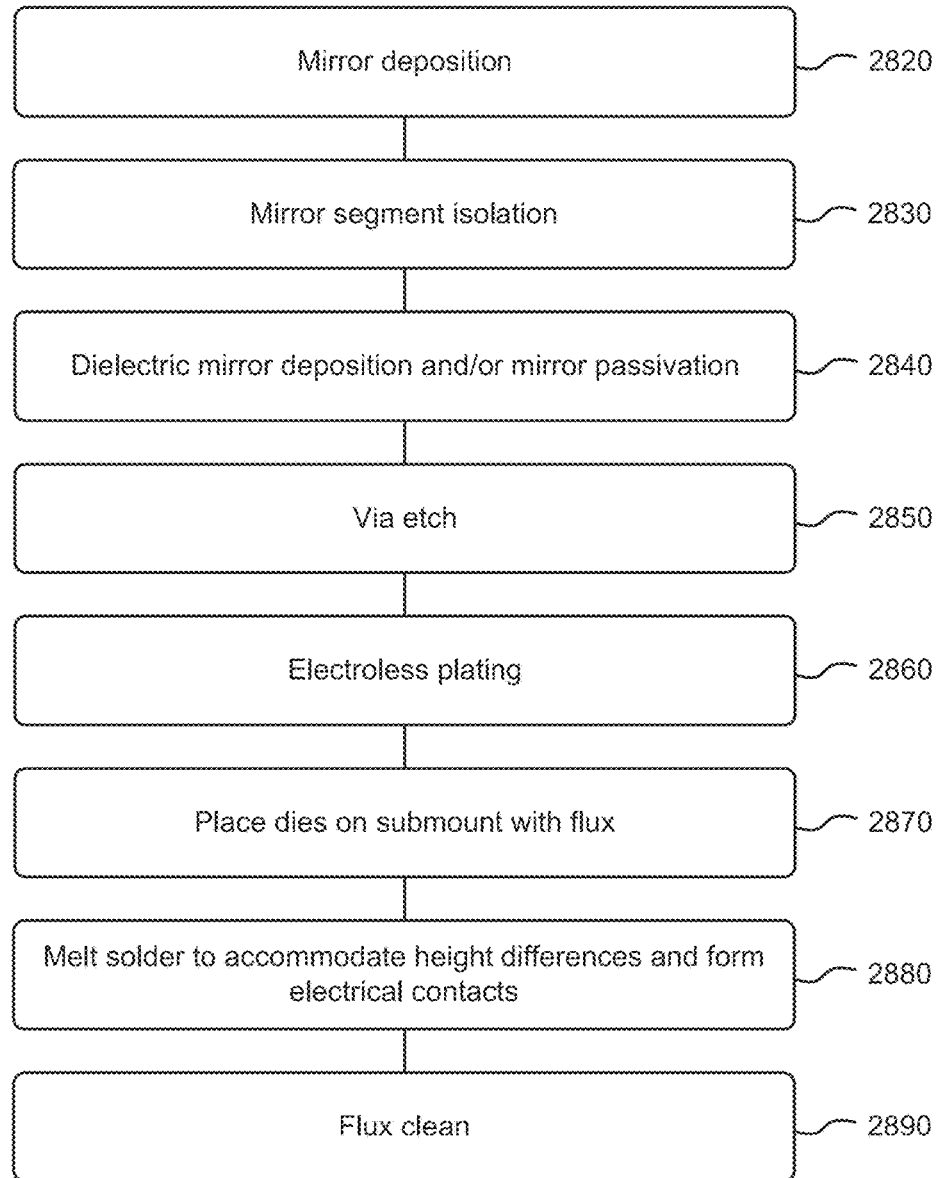 Mirror deposition
2820
Mirror segment isolation
2830
Dielectric mirror deposition and/or mirror passivation
2840
Via etch
2850
Electroless plating
2860
Place dies on submount with flux
2870
Melt solder to accommodate height differences and form
electrical contacts
2880
Flux clean
2890